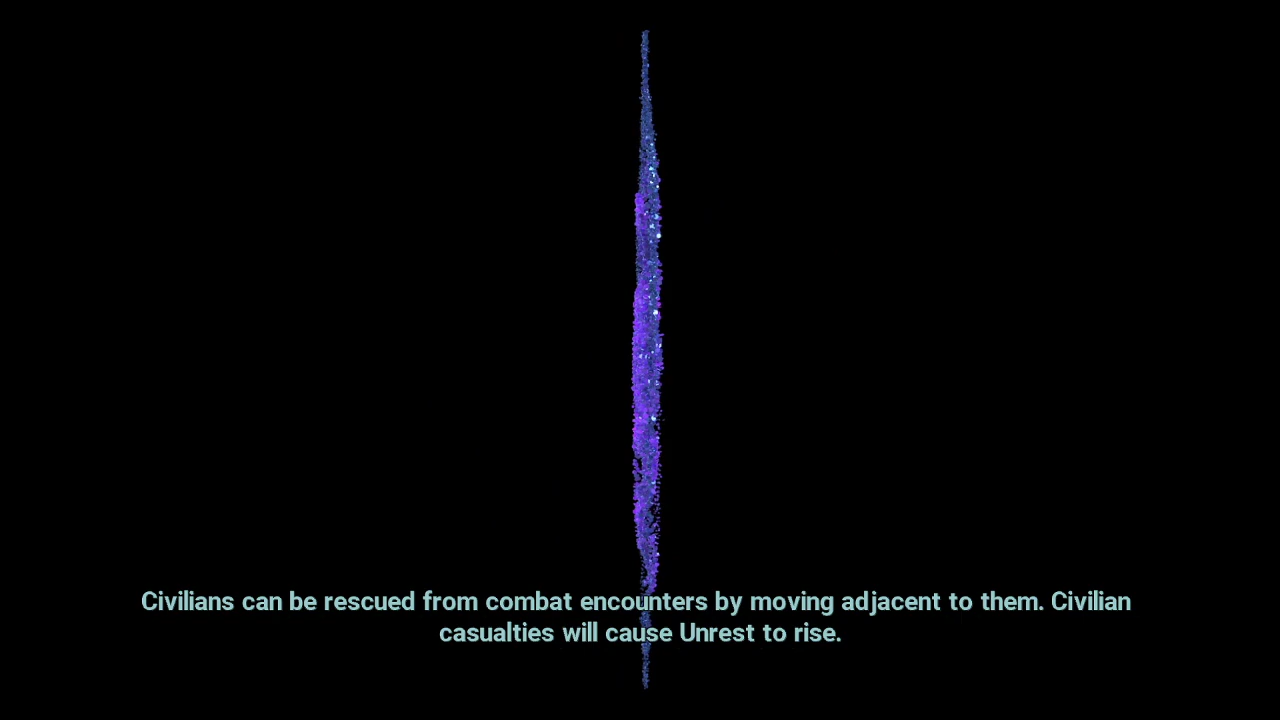 Civilians can be rescued from combat encounters by moving adjacent to them. Civilian
casualties will cause Unrest to rise.